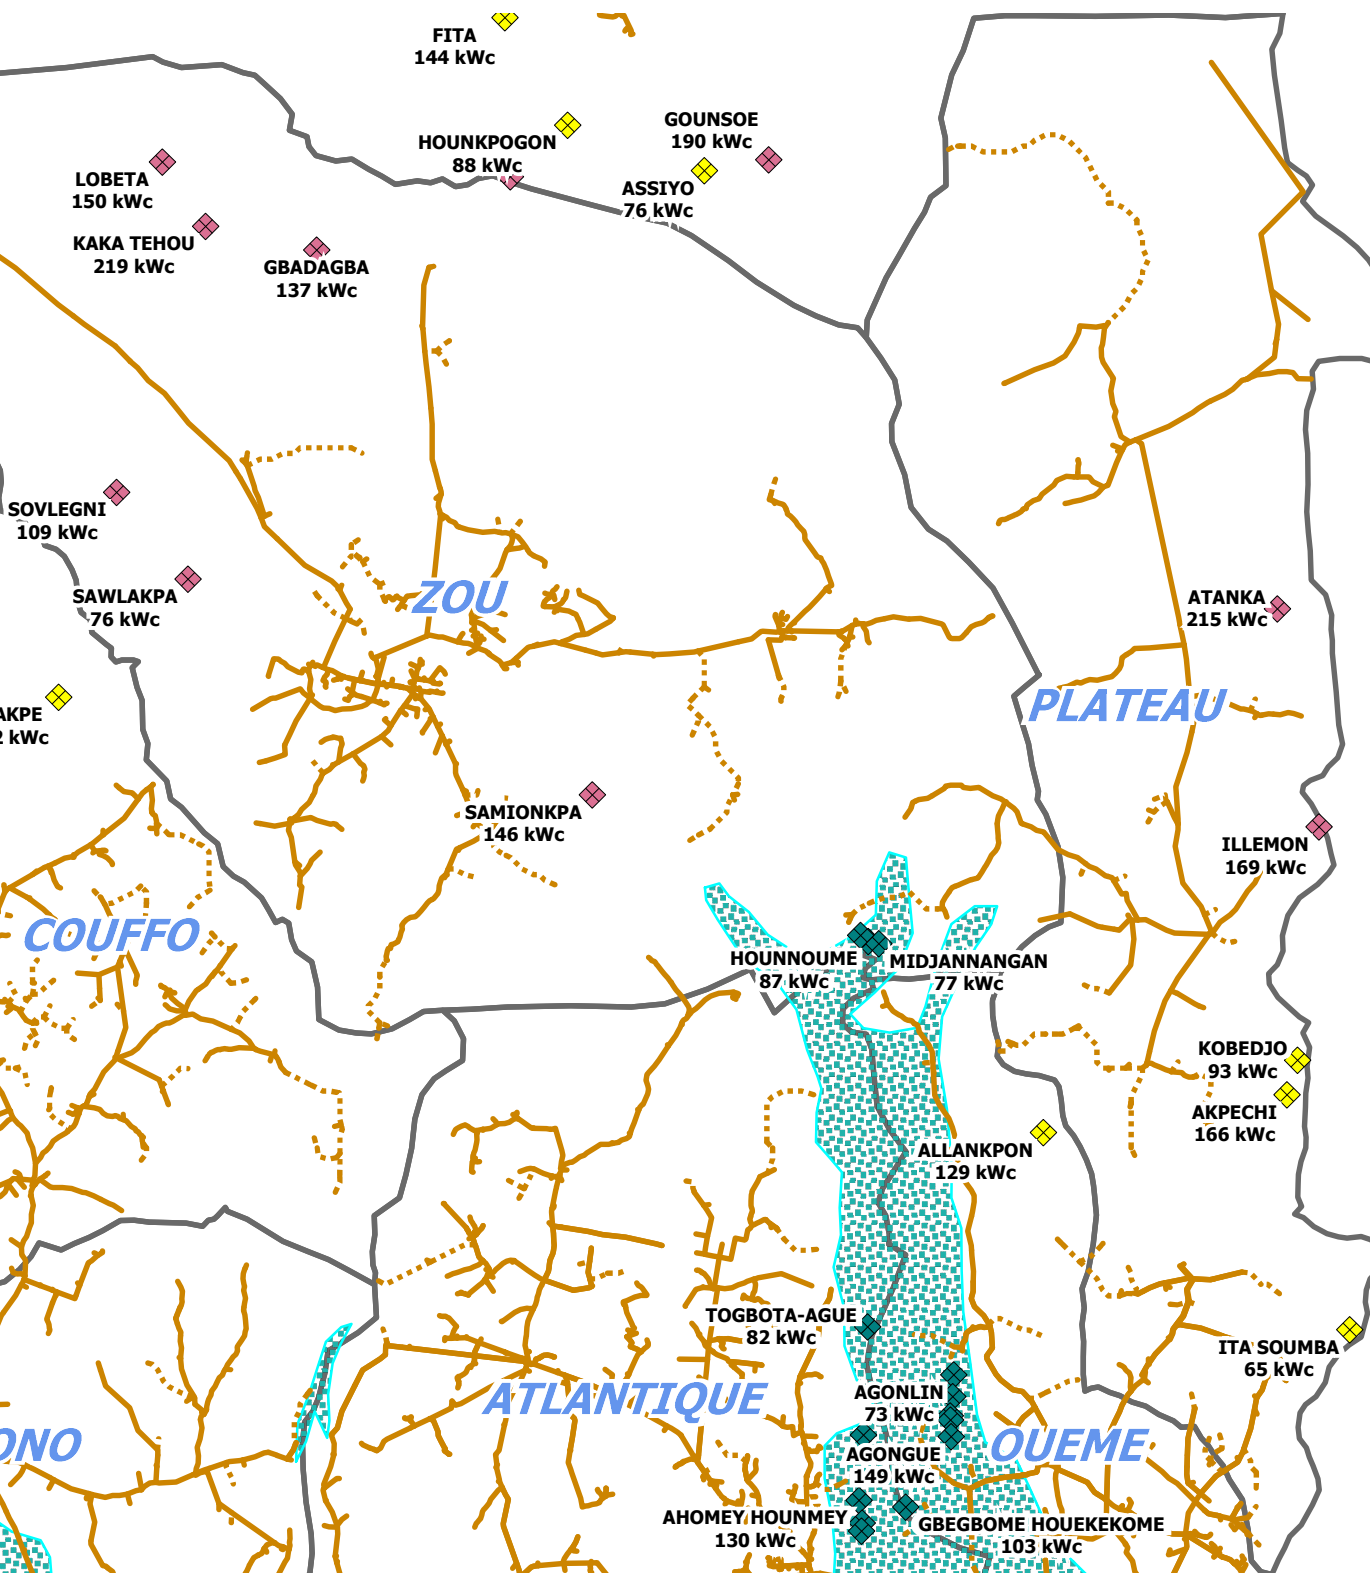 FITA
144 kWc
HOUNKPOGON
88 kWc
GOUNSOE
190 kWc
ASSIYO
76 kWc
LOBETA
150 kWc
KAKA TEHOU
219 kWc
GBADAGBA
137 kWc
SOVLEGNI
109 kWc
SAWLAKPA
76 kWc
ZOU
ATANKA
215 kWc
PLATEAU
AKPE
2 kWc
SAMIONKPA
146 kWc
ILLEMON
169 kWc
COUFFO
HOUNNOUME
87 kWc
MIDJANNANGAN
77 kWc
KOBEDJO
93 kWc
AKPECHI
166 kWc
ALLANKPON
129 kWc
TOGBOTA-AGUE
82 kWc
ITA SOUMBA
65 kWc
ATLANTIQUE
AGONLIN
73 kWc
ONO
OUEME
AGONGUE
149 kWc
AHOMEY HOUNMEY
130 kWc
GBEGBOME HOUEKEKOME
103 kWc